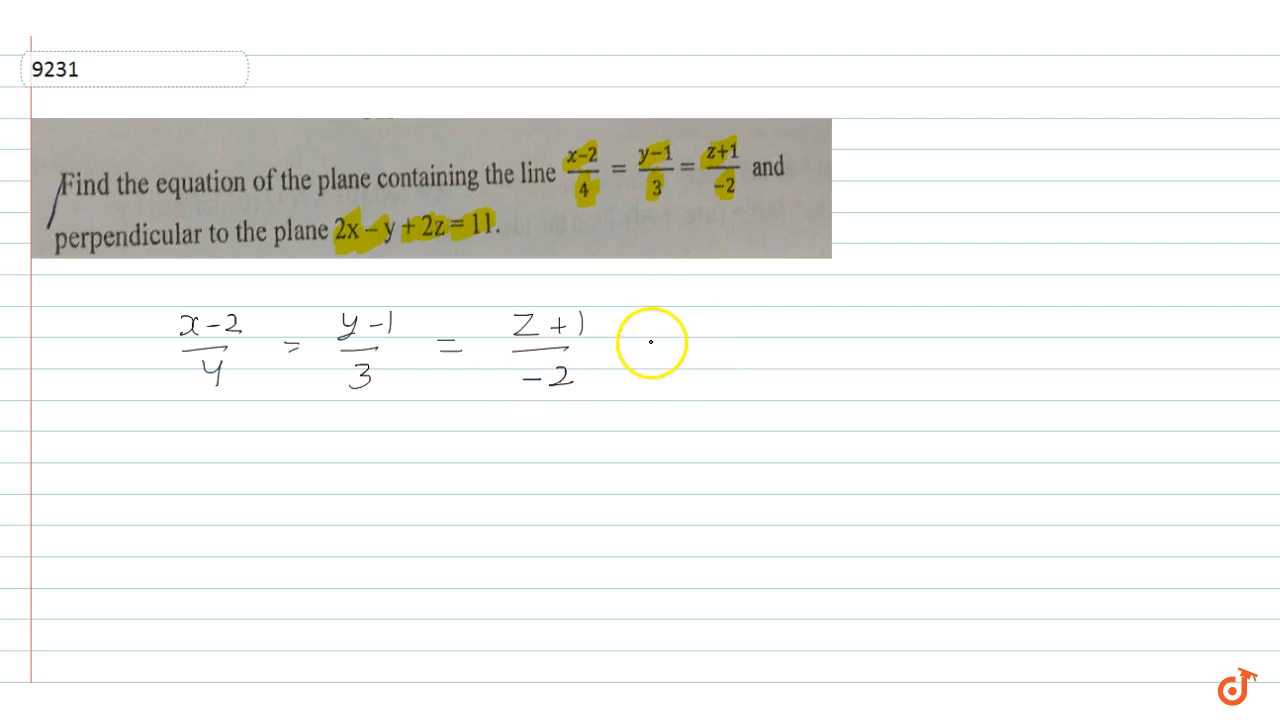 9231
Find the equation of the plane containing the line x-2/4 = y-1/3 = z+1/-2 and
perpendicular to the plane 2x – y + 2z = 11.
x-2/4 = y-1/3 = z+1/-2